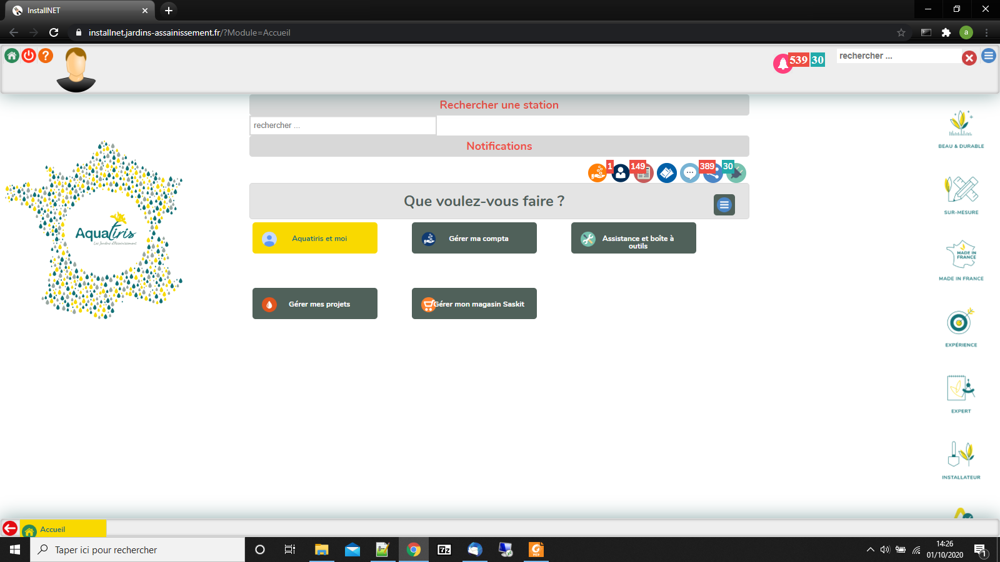 InstallNET
installnet.jardins-assainissement.fr/?Module=Accueil
a
?
539 30
rechercher ...
Rechercher une station
rechercher ...
Notifications
1
149
389
30
Que voulez-vous faire ?
Aquatiris et moi
Gérer ma compta
Assistance et boîte à
outils
Gérer mes projets
Gérer mon magasin Saskit
Aquatiris
Les Jardins d'Assainissement
BEAU & DURABLE
SUR-MESURE
MADE IN
FRANCE
MADE IN FRANCE
EXPÉRIENCE
EXPERT
INSTALLATEUR
Accueil
Taper ici pour rechercher
7z
14:26
01/10/2020
1